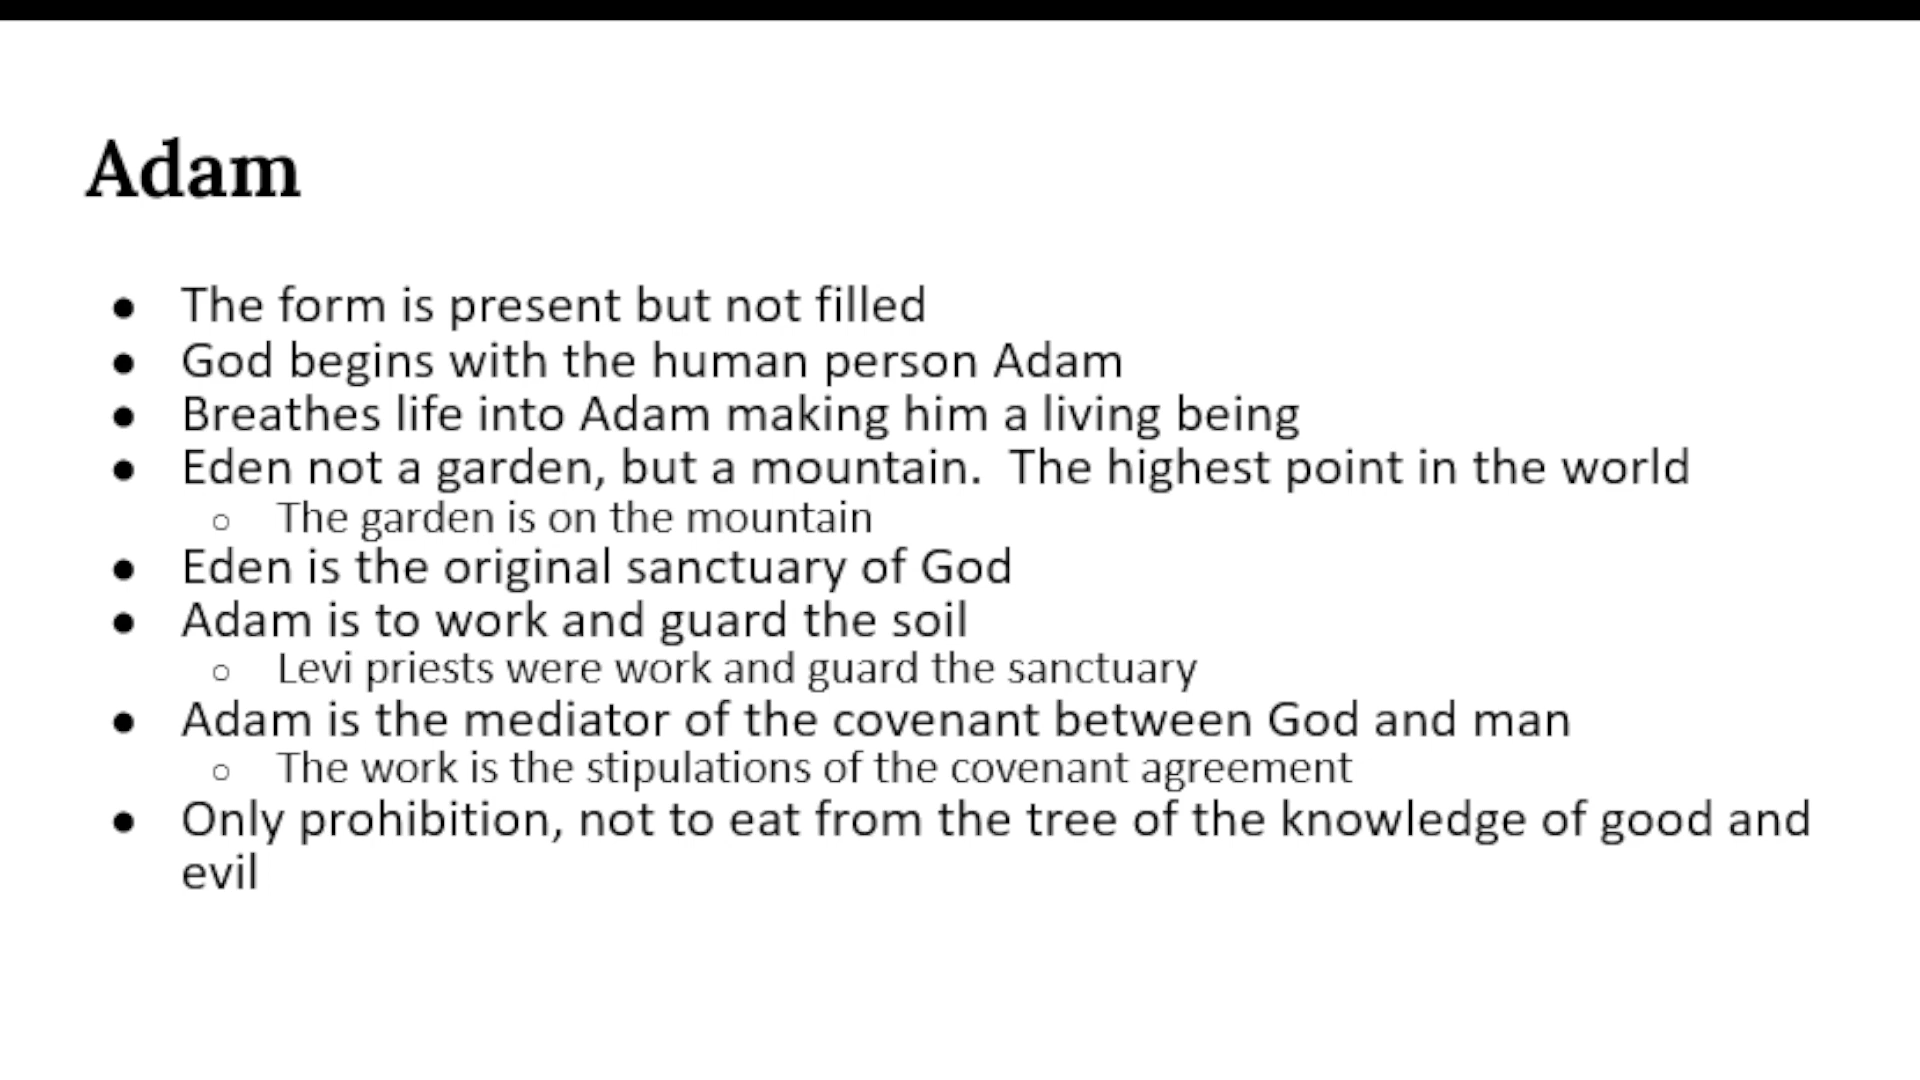 Adam
● The form is present but not filled
● God begins with the human person Adam
● Breathes life into Adam making him a living being
● Eden not a garden, but a mountain.  The highest point in the world
○ The garden is on the mountain
● Eden is the original sanctuary of God
● Adam is to work and guard the soil
○ Levi priests were work and guard the sanctuary
● Adam is the mediator of the covenant between God and man
○ The work is the stipulations of the covenant agreement
● Only prohibition, not to eat from the tree of the knowledge of good and
evil